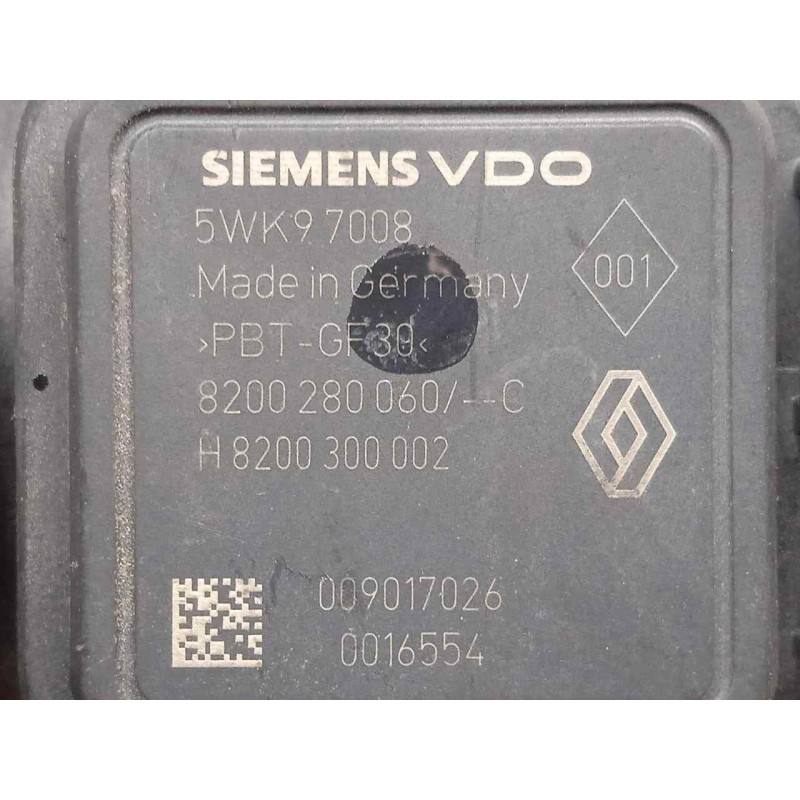 SIEMENS VDO
5WK9 7008
001
Made in Germany
>PBT-GF30<
8200 280 060/--C
H 8200 300 002
009017026
0016554